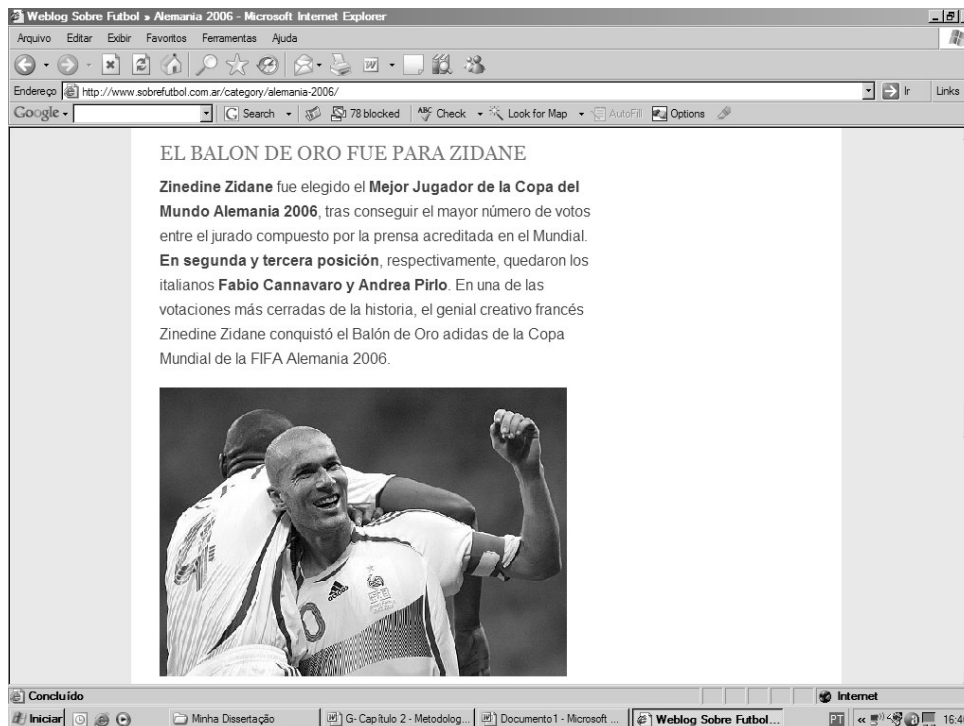 Weblog Sobre Futbol » Alemania 2006 - Microsoft Internet Explorer
Arquivo Editar Exibir Favoritos Ferramentas Ajuda
Endereço http://www.sobrefutbol.com.ar/category/alemania-2006/ Ir Links
Google Search 78 blocked ABC Check Look for Map AutoFill Options
EL BALON DE ORO FUE PARA ZIDANE
Zinedine Zidane fue elegido el Mejor Jugador de la Copa del
Mundo Alemania 2006, tras conseguir el mayor número de votos
entre el jurado compuesto por la prensa acreditada en el Mundial.
En segunda y tercera posición, respectivamente, quedaron los
italianos Fabio Cannavaro y Andrea Pirlo. En una de las
votaciones más cerradas de la historia, el genial creativo francés
Zinedine Zidane conquistó el Balón de Oro adidas de la Copa
Mundial de la FIFA Alemania 2006.
adidas
Concluído Internet
Iniciar Minha Dissertação G- Capítulo 2 - Metodolog... Documento1 - Microsoft ... Weblog Sobre Futbol... PT « 16:4